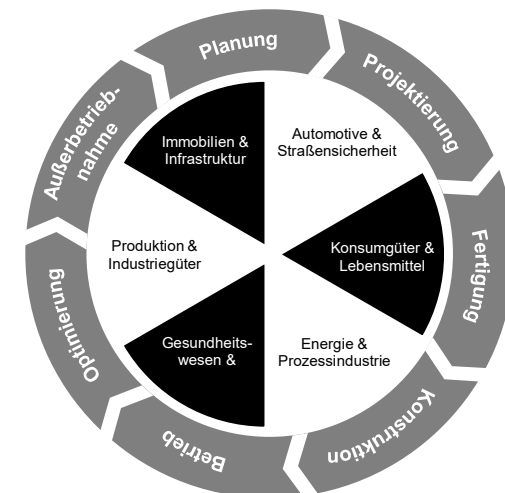 Planung
Projektierung
Fertigung
Konstruktion
Betrieb
Optimierung
Außerbetrieb-
nahme
Immobilien &
Infrastruktur
Automotive &
Straßensicherheit
Konsumgüter &
Lebensmittel
Energie &
Prozessindustrie
Gesundheits-
wesen &
Produktion &
Industriegüter